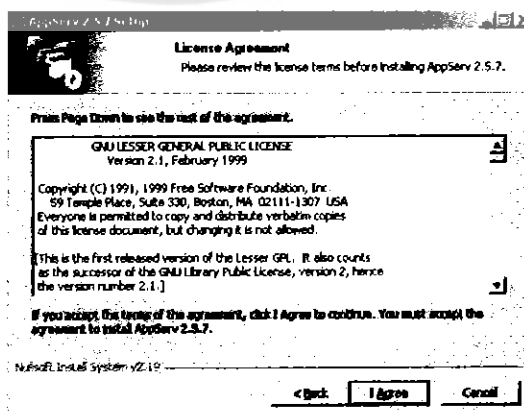 AppServ 2.5.7 Setup
License Agreement
Please review the license terms before installing AppServ 2.5.7.
Press Page Down to see the rest of the agreement.
GNU LESSER GENERAL PUBLIC LICENSE
Version 2.1, February 1999
Copyright (C) 1991, 1999 Free Software Foundation, Inc.
59 Temple Place, Suite 330, Boston, MA 02111-1307 USA
Everyone is permitted to copy and distribute verbatim copies
of this license document, but changing it is not allowed.
[This is the first released version of the Lesser GPL. It also counts
as the successor of the GNU Library Public License, version 2, hence
the version number 2.1.]
If you accept the terms of the agreement, click I Agree to continue. You must accept the
agreement to install AppServ 2.5.7.
Nullsoft Install System v2.19
< Back I Agree Cancel